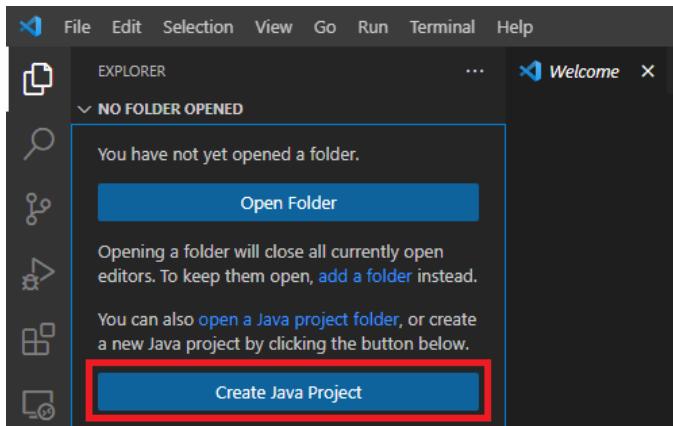 File Edit Selection View Go Run Terminal Help
EXPLORER ...
Welcome
NO FOLDER OPENED
You have not yet opened a folder.
Open Folder
Opening a folder will close all currently open
editors. To keep them open, add a folder instead.
You can also open a Java project folder, or create
a new Java project by clicking the button below.
Create Java Project